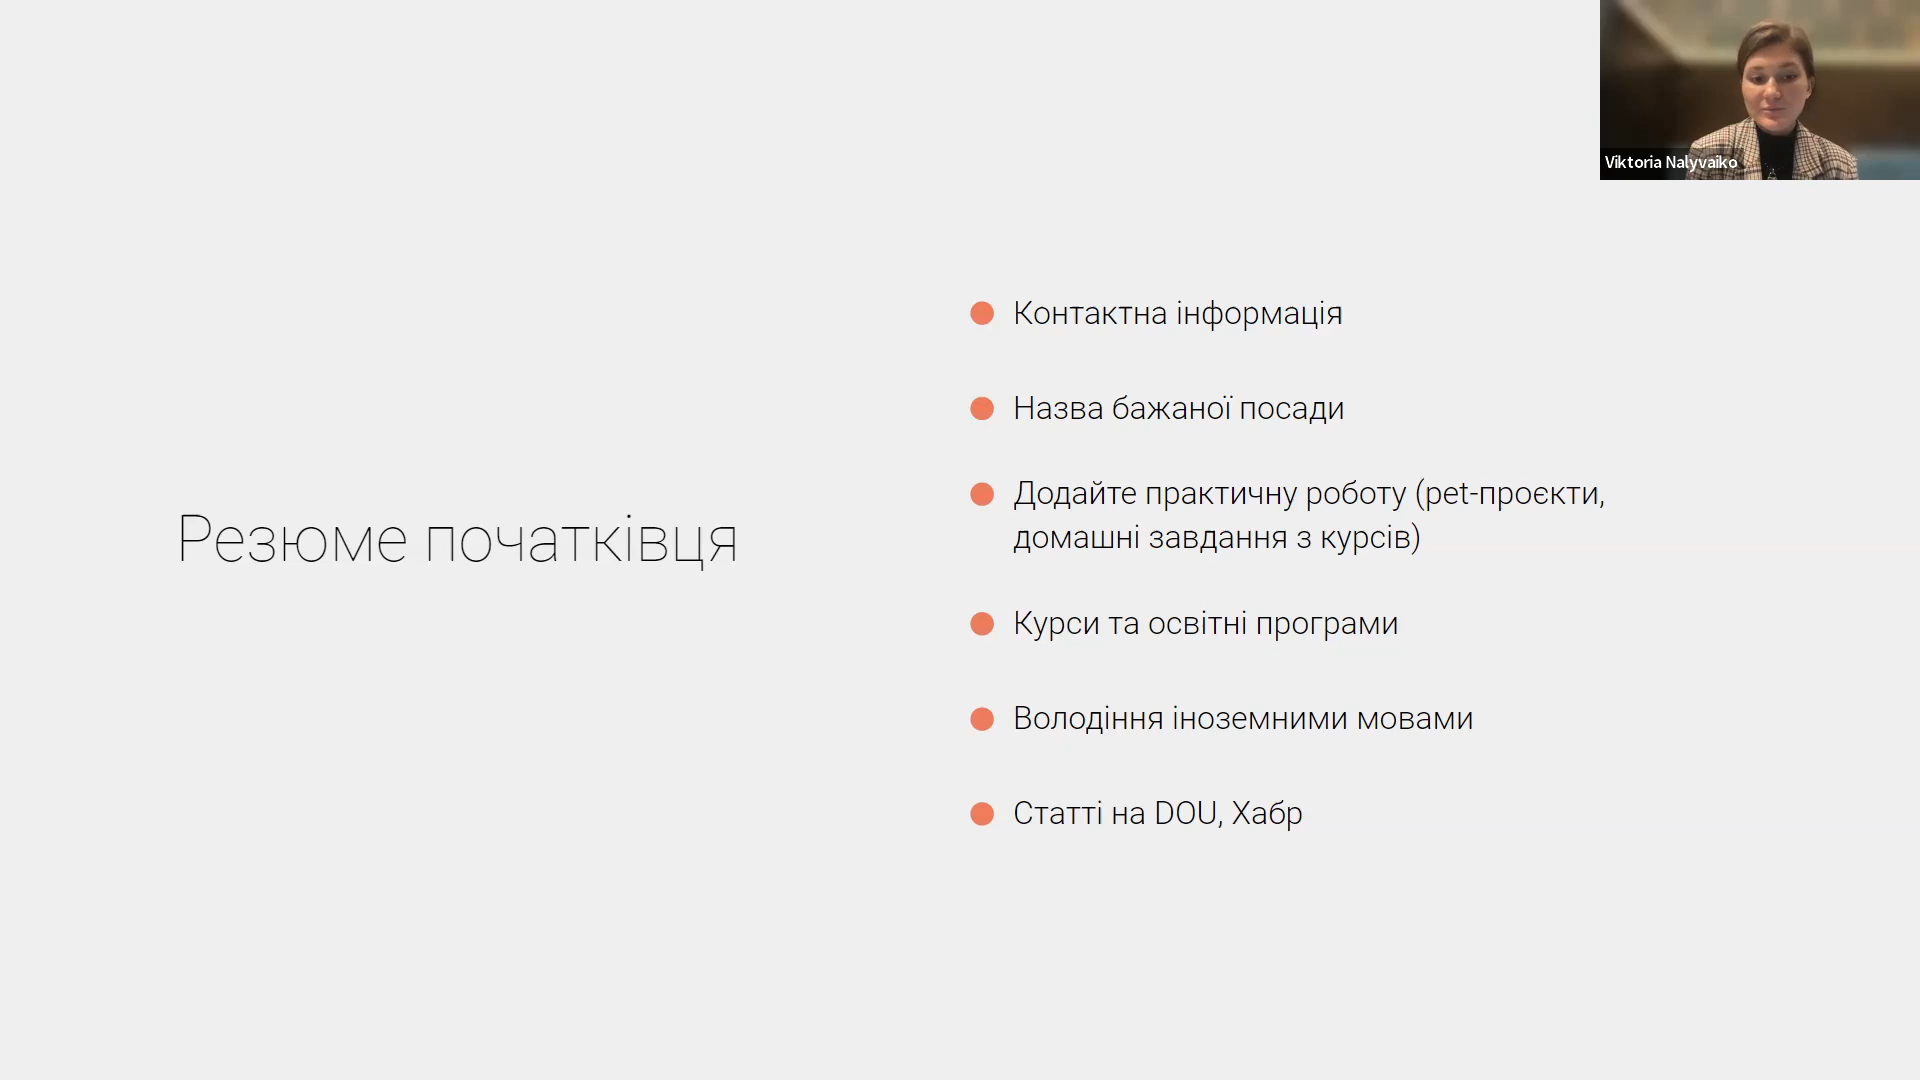 Viktoria Nalyvaiko
Резюме початківця
Контактна інформація
Назва бажаної посади
Додайте практичну роботу (pet-проєкти,
домашні завдання з курсів)
Курси та освітні програми
Володіння іноземними мовами
Статті на DOU, Хабр